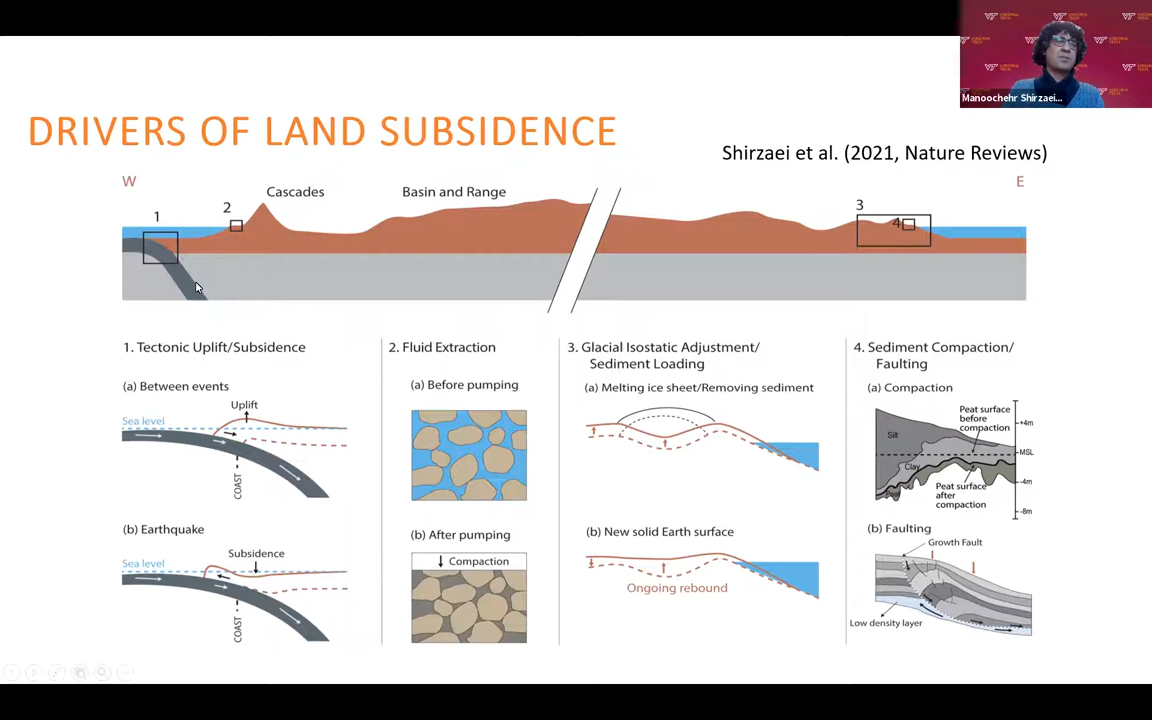 VIRGINIA TECH
Manoochehr Shirzaei...
DRIVERS OF LAND SUBSIDENCE
Shirzaei et al. (2021, Nature Reviews)
W
Cascades
Basin and Range
E
1
2
3
4
1. Tectonic Uplift/Subsidence
(a) Between events
Uplift
Sea level
COAST
(b) Earthquake
Subsidence
Sea level
COAST
2. Fluid Extraction
(a) Before pumping
(b) After pumping
Compaction
3. Glacial Isostatic Adjustment/
Sediment Loading
(a) Melting ice sheet/Removing sediment
(b) New solid Earth surface
Ongoing rebound
4. Sediment Compaction/
Faulting
(a) Compaction
Peat surface
before
compaction
Silt
Clay
Peat
Peat surface
after
compaction
+4m
MSL
-4m
-8m
(b) Faulting
Growth Fault
Low density layer